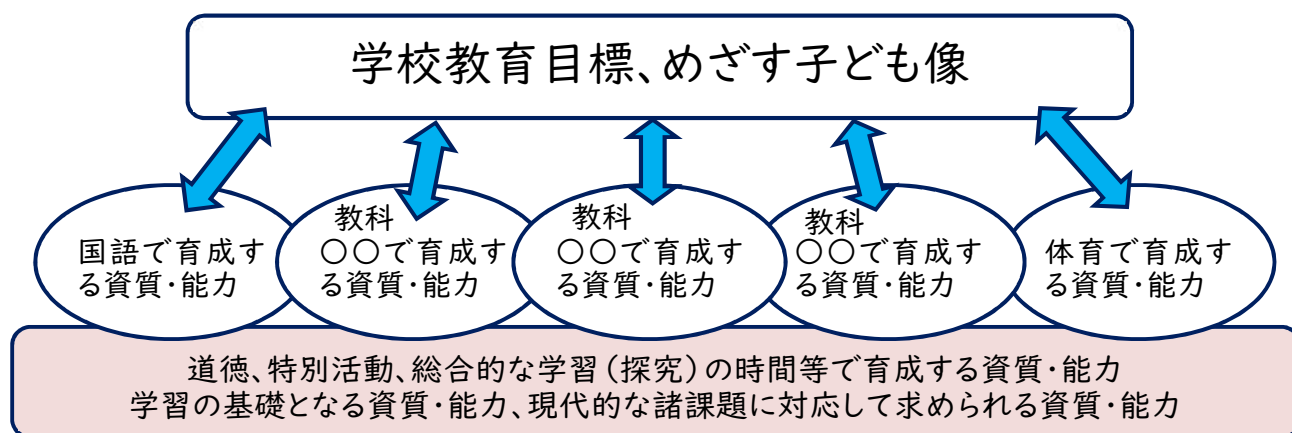 学校教育目標、めざす子ども像
国語で育成す
る資質・能力
教科
〇〇で育成す
る資質・能力
教科
〇〇で育成す
る資質・能力
教科
〇〇で育成す
る資質・能力
体育で育成す
る資質・能力
道徳、特別活動、総合的な学習（探究）の時間等で育成する資質・能力
学習の基礎となる資質・能力、現代的な諸課題に対応して求められる資質・能力